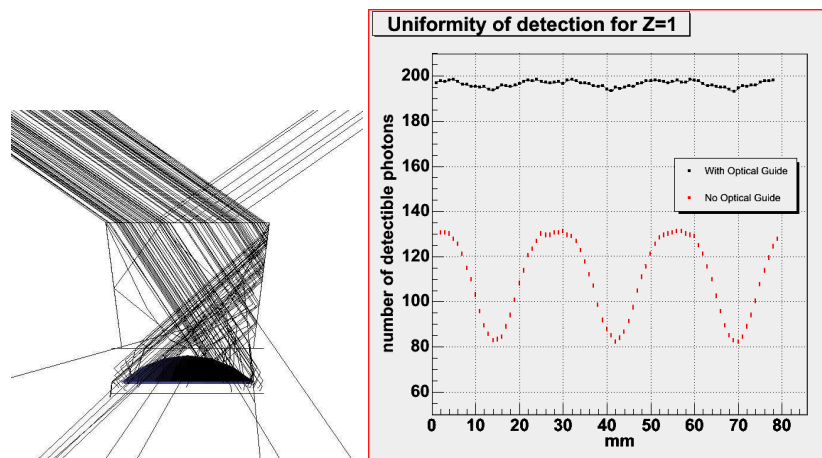 Uniformity of detection for Z=1
number of detectible photons
200
180
160
140
120
100
80
60
With Optical Guide
No Optical Guide
0 10 20 30 40 50 60 70 80
mm